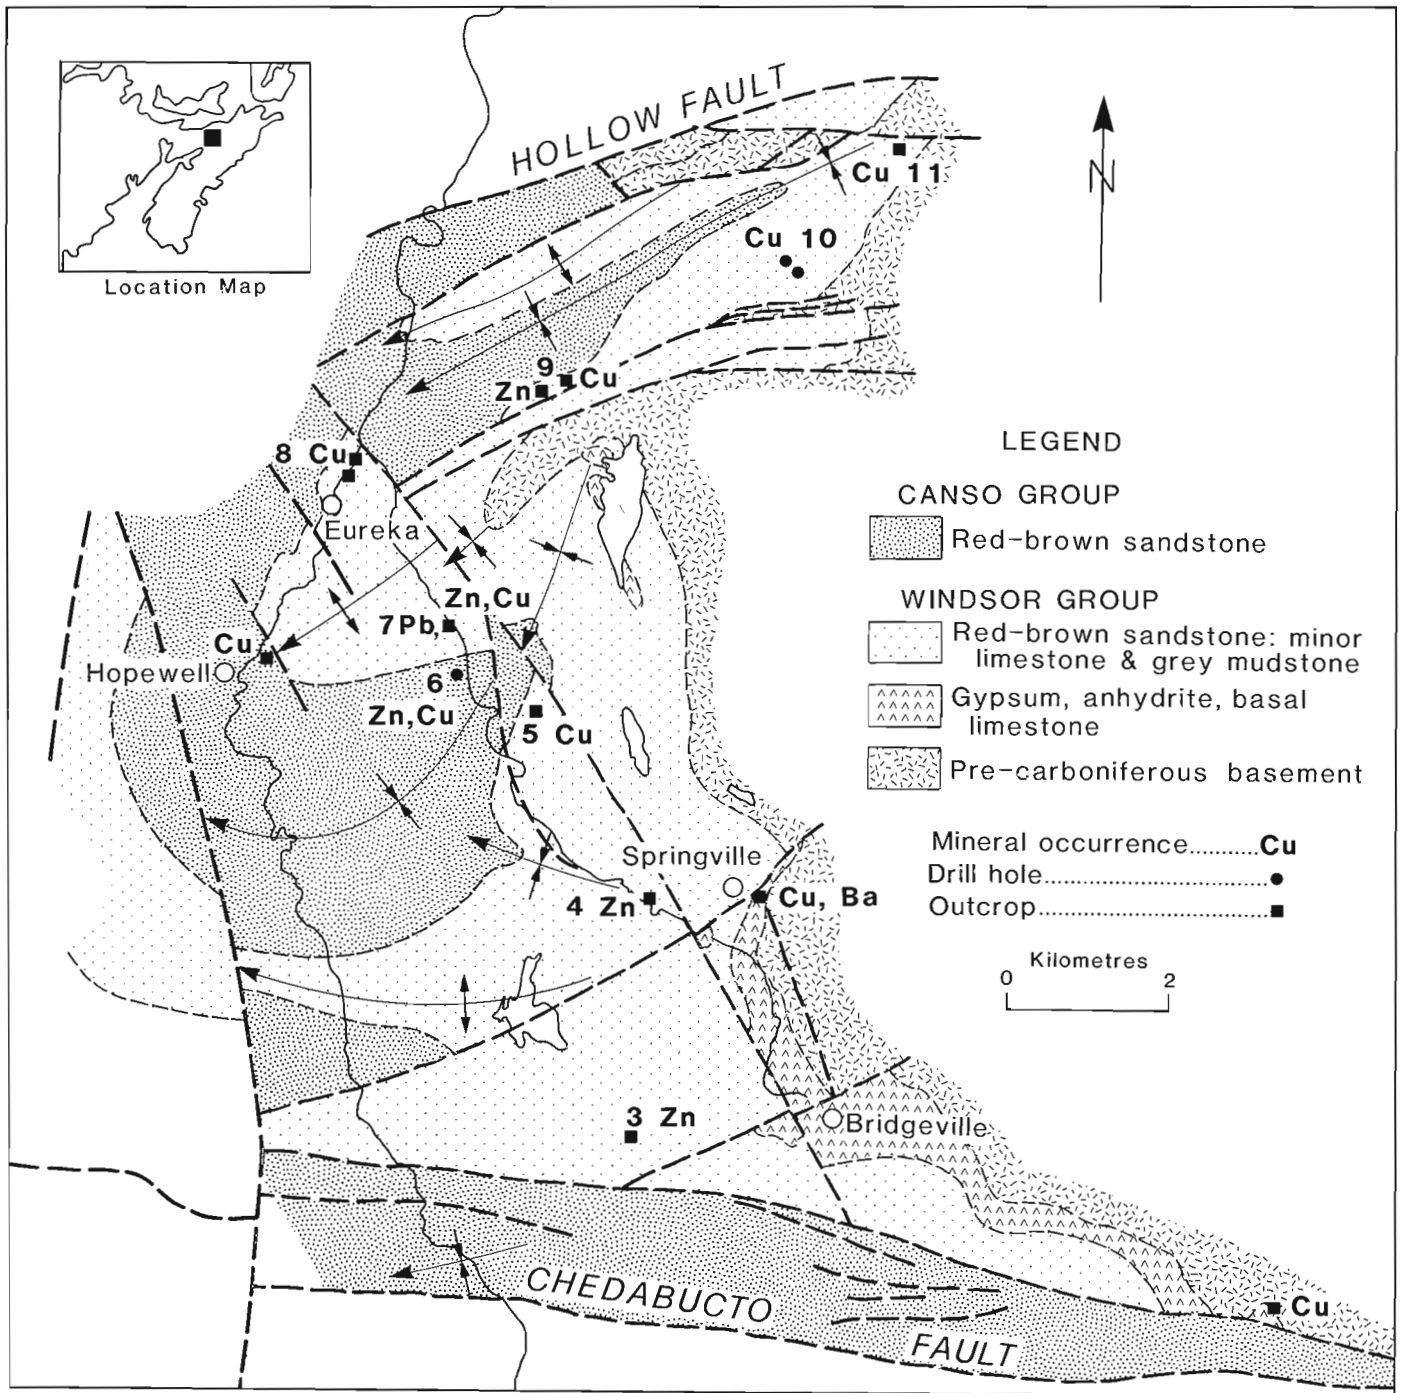 HOLLOW FAULT
Location Map
N
Cu 11
Cu 10
9
Zn
Cu
8 Cu
Eureka
Zn,Cu
7Pb,
Cu
Hopewell
6
Zn,Cu
5 Cu
Springville
4 Zn
Cu, Ba
3 Zn
Bridgeville
Cu
CHEDABUCTO
FAULT
LEGEND
CANSO GROUP
Red-brown sandstone
WINDSOR GROUP
Red-brown sandstone: minor
limestone & grey mudstone
Gypsum, anhydrite, basal
limestone
Pre-carboniferous basement
Mineral occurrence..........Cu
Drill hole
Outcrop
Kilometres
0 2